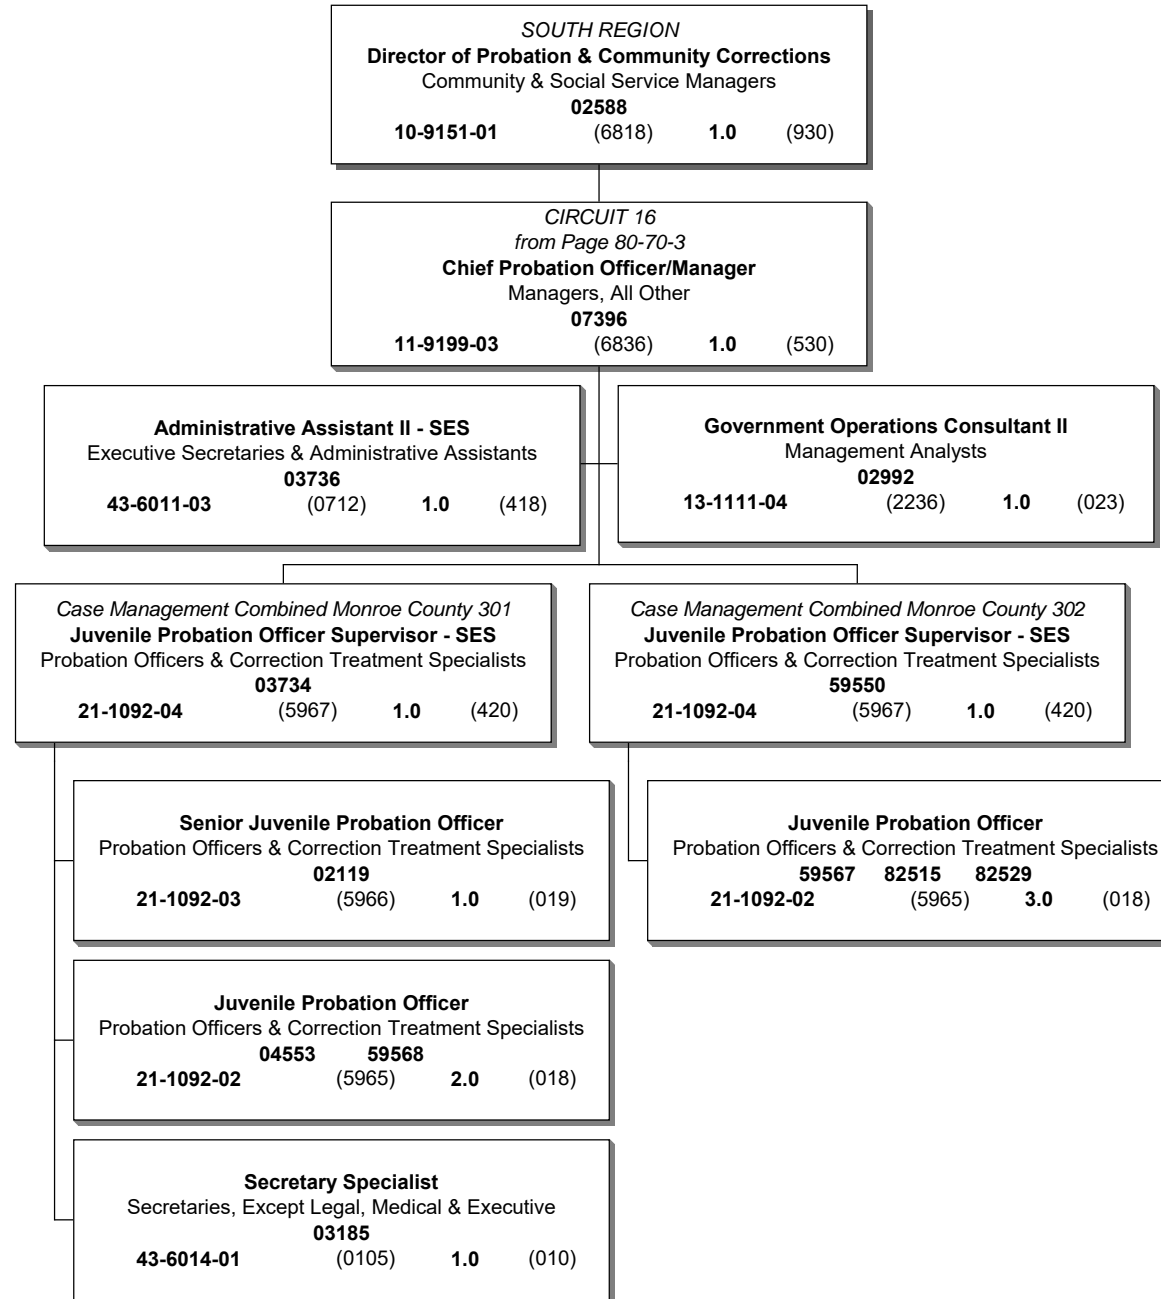 SOUTH REGION
Director of Probation & Community Corrections
Community & Social Service Managers
02588
10-9151-01 (6818) 1.0 (930)
CIRCUIT 16
from Page 80-70-3
Chief Probation Officer/Manager
Managers, All Other
07396
11-9199-03 (6836) 1.0 (530)
Administrative Assistant II - SES
Executive Secretaries & Administrative Assistants
03736
43-6011-03 (0712) 1.0 (418)
Government Operations Consultant II
Management Analysts
02992
13-1111-04 (2236) 1.0 (023)
Case Management Combined Monroe County 301
Juvenile Probation Officer Supervisor - SES
Probation Officers & Correction Treatment Specialists
03734
21-1092-04 (5967) 1.0 (420)
Case Management Combined Monroe County 302
Juvenile Probation Officer Supervisor - SES
Probation Officers & Correction Treatment Specialists
59550
21-1092-04 (5967) 1.0 (420)
Senior Juvenile Probation Officer
Probation Officers & Correction Treatment Specialists
02119
21-1092-03 (5966) 1.0 (019)
Juvenile Probation Officer
Probation Officers & Correction Treatment Specialists
59567 82515 82529
21-1092-02 (5965) 3.0 (018)
Juvenile Probation Officer
Probation Officers & Correction Treatment Specialists
04553 59568
21-1092-02 (5965) 2.0 (018)
Secretary Specialist
Secretaries, Except Legal, Medical & Executive
03185
43-6014-01 (0105) 1.0 (010)